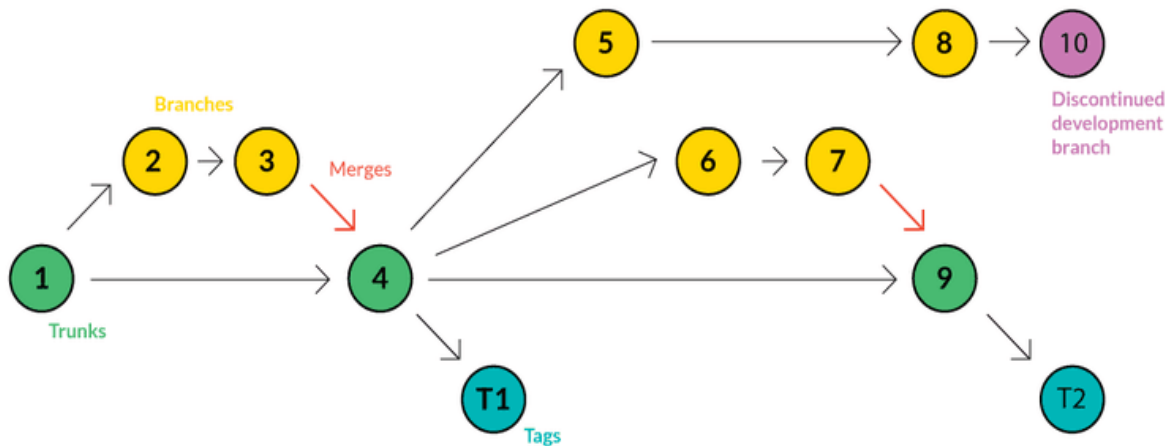 5
8
10
Discontinued
development
branch
Branches
2
3
Merges
6
7
1
4
9
Trunks
T1
Tags
T2